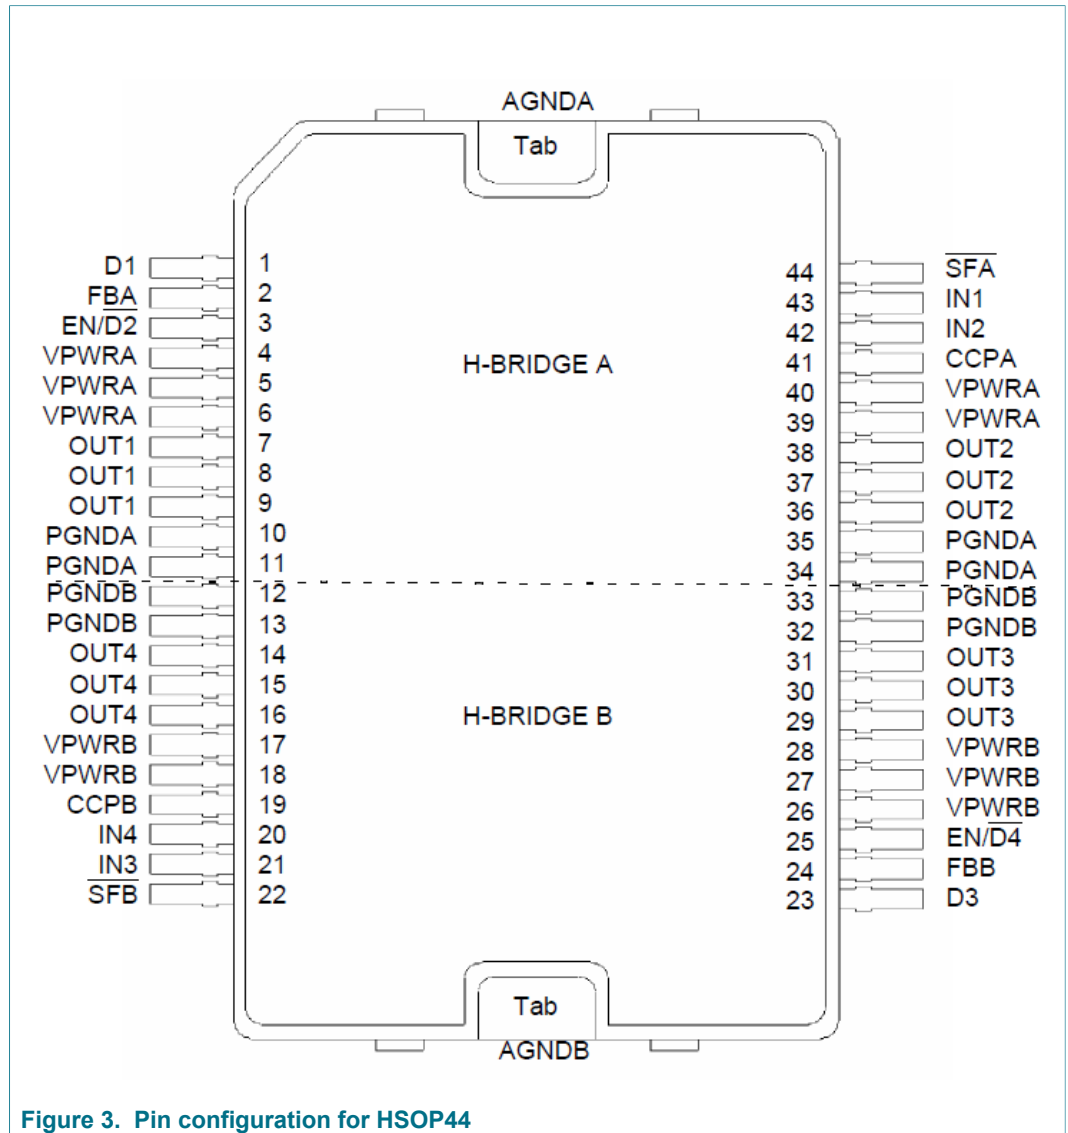 AGNDA
Tab
D1 1
FBA 2
EN/D̅2̅ 3
VPWRA 4
VPWRA 5
VPWRA 6
OUT1 7
OUT1 8
OUT1 9
PGNDA 10
PGNDA 11
PGNDB 12
PGNDB 13
OUT4 14
OUT4 15
OUT4 16
VPWRB 17
VPWRB 18
CCPB 19
IN4 20
IN3 21
S̅F̅B̅ 22
H-BRIDGE A
H-BRIDGE B
44 S̅F̅A̅
43 IN1
42 IN2
41 CCPA
40 VPWRA
39 VPWRA
38 OUT2
37 OUT2
36 OUT2
35 PGNDA
34 PGNDA
33 PGNDB
32 PGNDB
31 OUT3
30 OUT3
29 OUT3
28 VPWRB
27 VPWRB
26 VPWRB
25 EN/D̅4̅
24 FBB
23 D3
Tab
AGNDB
Figure 3. Pin configuration for HSOP44